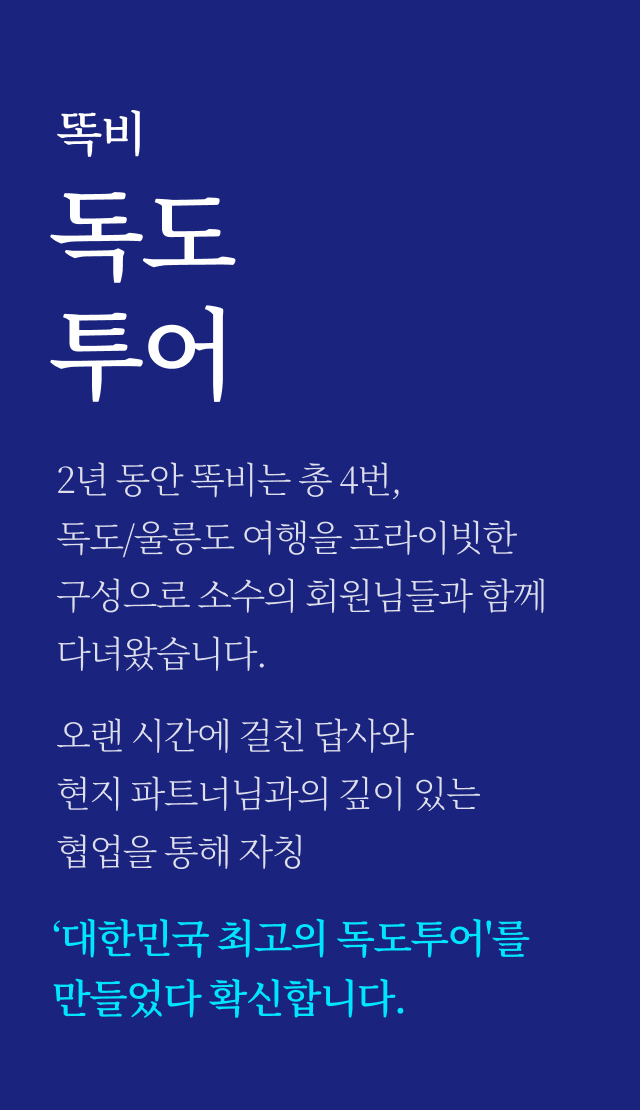 똑비
독도
투어
2년 동안 똑비는 총 4번,
독도/울릉도 여행을 프라이빗한
구성으로 소수의 회원님들과 함께
다녀왔습니다.
오랜 시간에 걸친 답사와
현지 파트너님과의 깊이 있는
협업을 통해 자칭
‘대한민국 최고의 독도투어'를
만들었다 확신합니다.